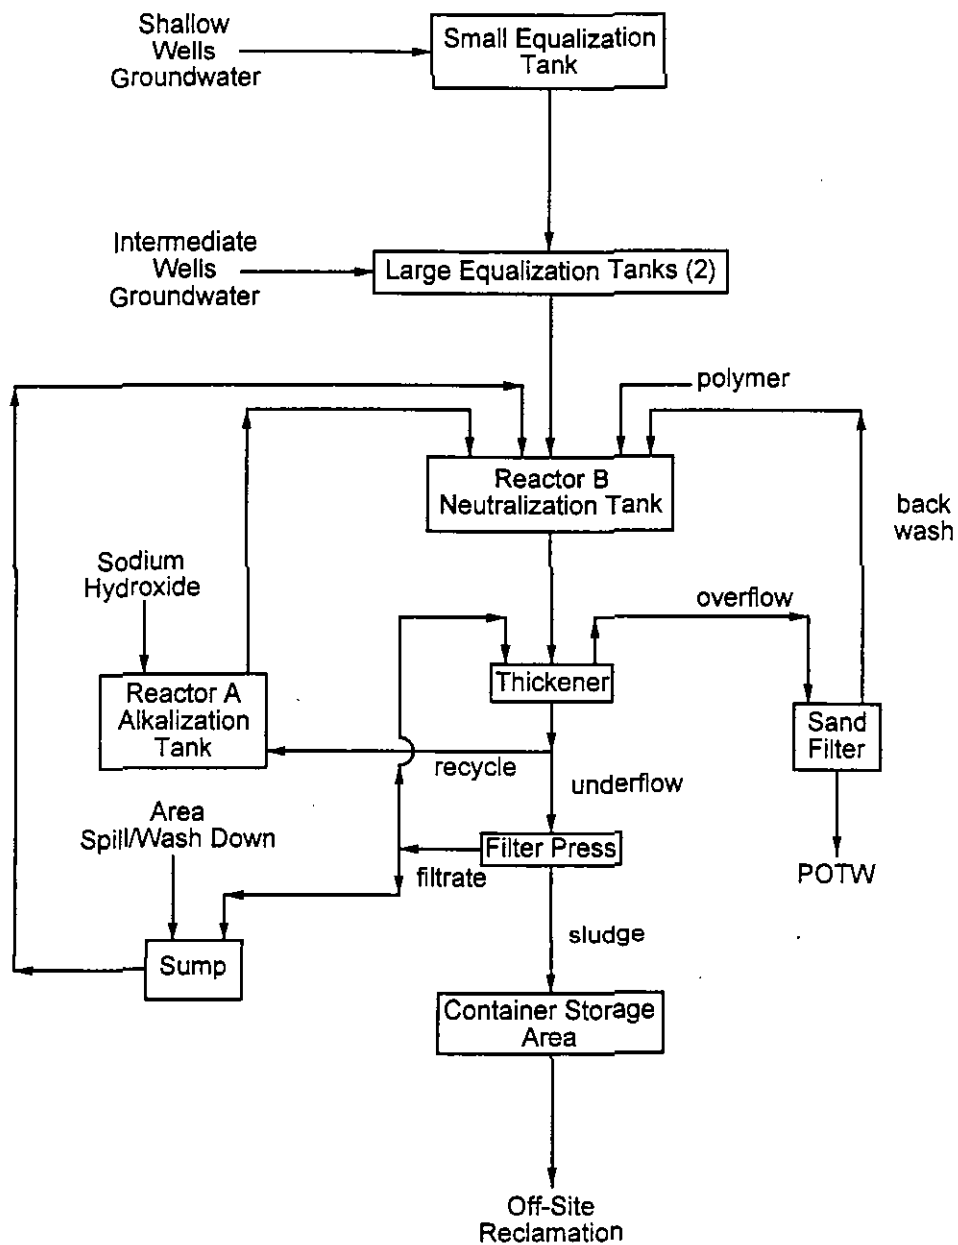 Shallow
Wells
Groundwater
Small Equalization
Tank
Intermediate
Wells
Groundwater
Large Equalization Tanks (2)
polymer
Reactor B
Neutralization Tank
back
wash
Sodium
Hydroxide
overflow
Thickener
Reactor A
Alkalization
Tank
Sand
Filter
recycle
underflow
Area
Spill/Wash Down
Filter Press
filtrate
POTW
sludge
Sump
Container Storage
Area
Off-Site
Reclamation